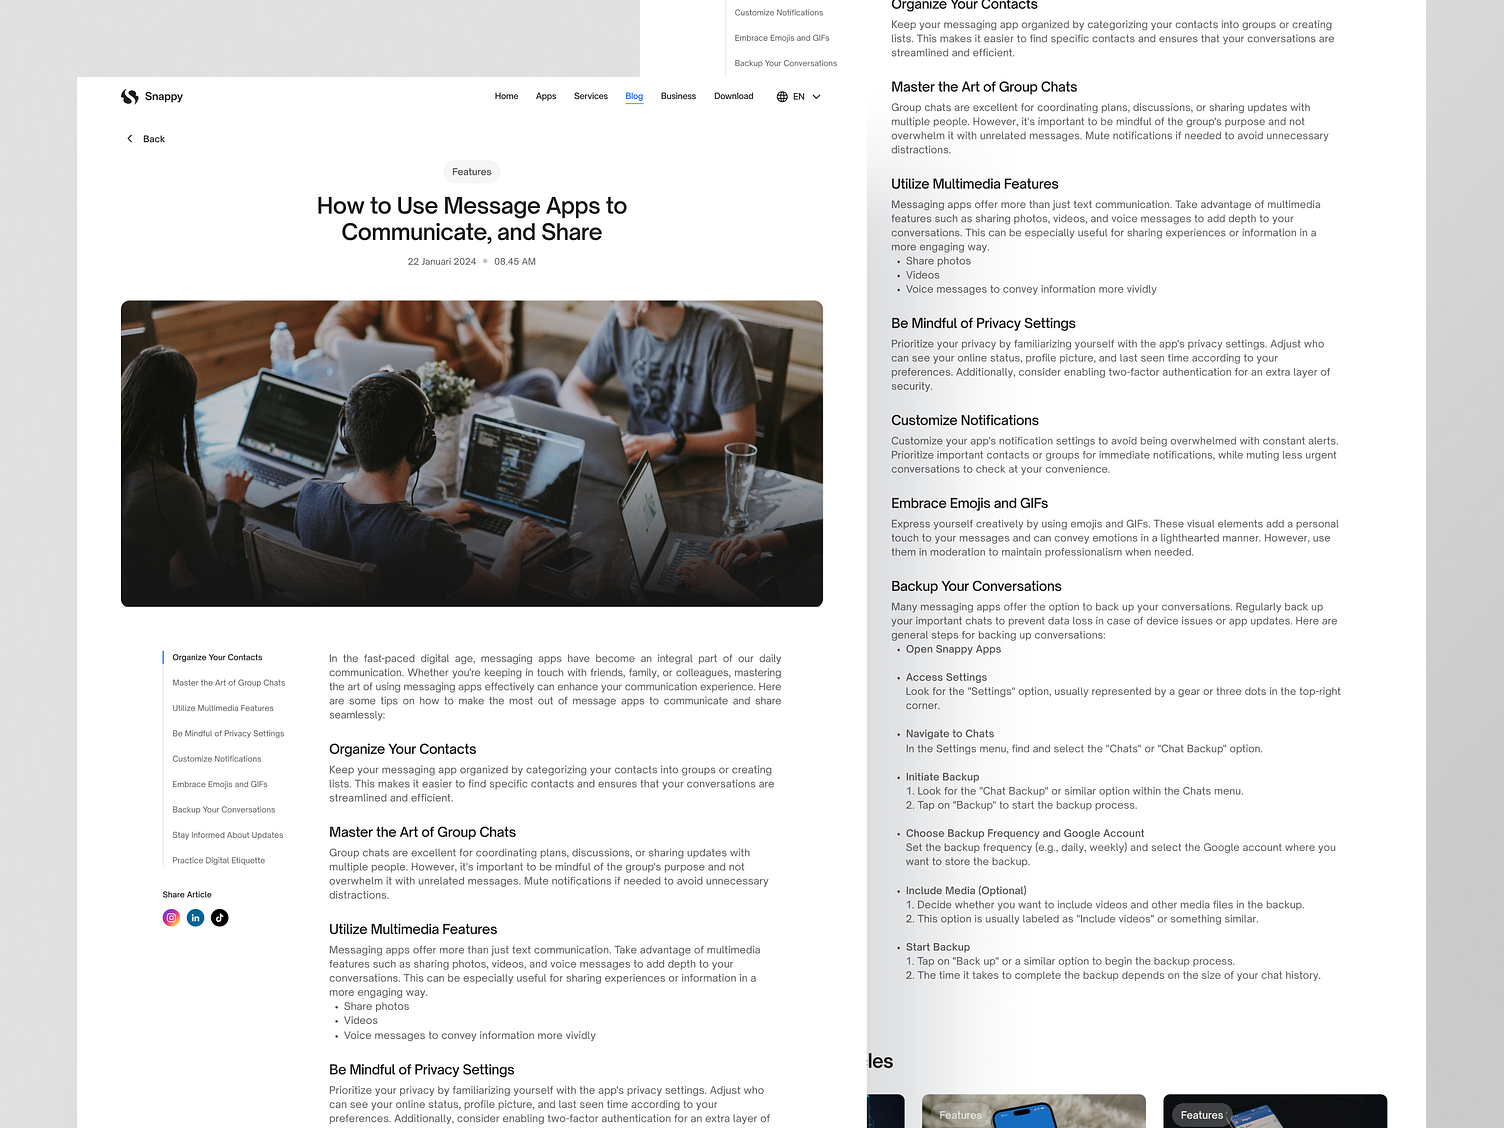 Snappy
Home
Apps
Services
Blog
Business
Download
EN
Back
Features
How to Use Message Apps to
Communicate, and Share
22 Januari 2024
08.45 AM
Organize Your Contacts
Master the Art of Group Chats
Utilize Multimedia Features
Be Mindful of Privacy Settings
Customize Notifications
Embrace Emojis and GIFs
Backup Your Conversations
Stay Informed About Updates
Practice Digital Etiquette
Share Article
In the fast-paced digital age, messaging apps have become an integral part of our daily
communication. Whether you're keeping in touch with friends, family, or colleagues, mastering
the art of using messaging apps effectively can enhance your communication experience. Here
are some tips on how to make the most out of message apps to communicate and share
seamlessly:
Organize Your Contacts
Keep your messaging app organized by categorizing your contacts into groups or creating
lists. This makes it easier to find specific contacts and ensures that your conversations are
streamlined and efficient.
Master the Art of Group Chats
Group chats are excellent for coordinating plans, discussions, or sharing updates with
multiple people. However, it's important to be mindful of the group's purpose and not
overwhelm it with unrelated messages. Mute notifications if needed to avoid unnecessary
distractions.
Utilize Multimedia Features
Messaging apps offer more than just text communication. Take advantage of multimedia
features such as sharing photos, videos, and voice messages to add depth to your
conversations. This can be especially useful for sharing experiences or information in a
more engaging way.
• Share photos
• Videos
• Voice messages to convey information more vividly
Be Mindful of Privacy Settings
Prioritize your privacy by familiarizing yourself with the app's privacy settings. Adjust who
can see your online status, profile picture, and last seen time according to your
preferences. Additionally, consider enabling two-factor authentication for an extra layer of
Customize Notifications
Embrace Emojis and GIFs
Backup Your Conversations
Organize Your Contacts
Keep your messaging app organized by categorizing your contacts into groups or creating
lists. This makes it easier to find specific contacts and ensures that your conversations are
streamlined and efficient.
Master the Art of Group Chats
Group chats are excellent for coordinating plans, discussions, or sharing updates with
multiple people. However, it's important to be mindful of the group's purpose and not
overwhelm it with unrelated messages. Mute notifications if needed to avoid unnecessary
distractions.
Utilize Multimedia Features
Messaging apps offer more than just text communication. Take advantage of multimedia
features such as sharing photos, videos, and voice messages to add depth to your
conversations. This can be especially useful for sharing experiences or information in a
more engaging way.
• Share photos
• Videos
• Voice messages to convey information more vividly
Be Mindful of Privacy Settings
Prioritize your privacy by familiarizing yourself with the app's privacy settings. Adjust who
can see your online status, profile picture, and last seen time according to your
preferences. Additionally, consider enabling two-factor authentication for an extra layer of
security.
Customize Notifications
Customize your app's notification settings to avoid being overwhelmed with constant alerts.
Prioritize important contacts or groups for immediate notifications, while muting less urgent
conversations to check at your convenience.
Embrace Emojis and GIFs
Express yourself creatively by using emojis and GIFs. These visual elements add a personal
touch to your messages and can convey emotions in a lighthearted manner. However, use
them in moderation to maintain professionalism when needed.
Backup Your Conversations
Many messaging apps offer the option to back up your conversations. Regularly back up
your important chats to prevent data loss in case of device issues or app updates. Here are
general steps for backing up conversations:
• Open Snappy Apps
• Access Settings
Look for the "Settings" option, usually represented by a gear or three dots in the top-right
corner.
• Navigate to Chats
In the Settings menu, find and select the "Chats" or "Chat Backup" option.
• Initiate Backup
1. Look for the "Chat Backup" or similar option within the Chats menu.
2. Tap on "Backup" to start the backup process.
• Choose Backup Frequency and Google Account
Set the backup frequency (e.g., daily, weekly) and select the Google account where you
want to store the backup.
• Include Media (Optional)
1. Decide whether you want to include videos and other media files in the backup.
2. This option is usually labeled as "Include videos" or something similar.
• Start Backup
1. Tap on "Back up" or a similar option to begin the backup process.
2. The time it takes to complete the backup depends on the size of your chat history.
les
Features
Features